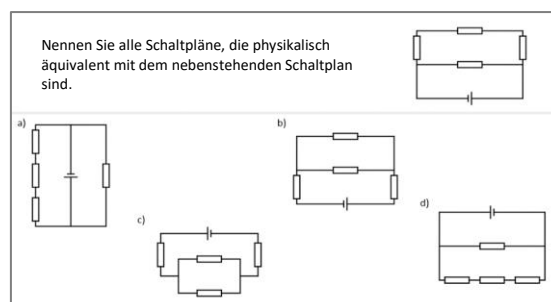 Nennen Sie alle Schaltpläne, die physikalisch
äquivalent mit dem nebenstehenden Schaltplan
sind.
a)
b)
c)
d)